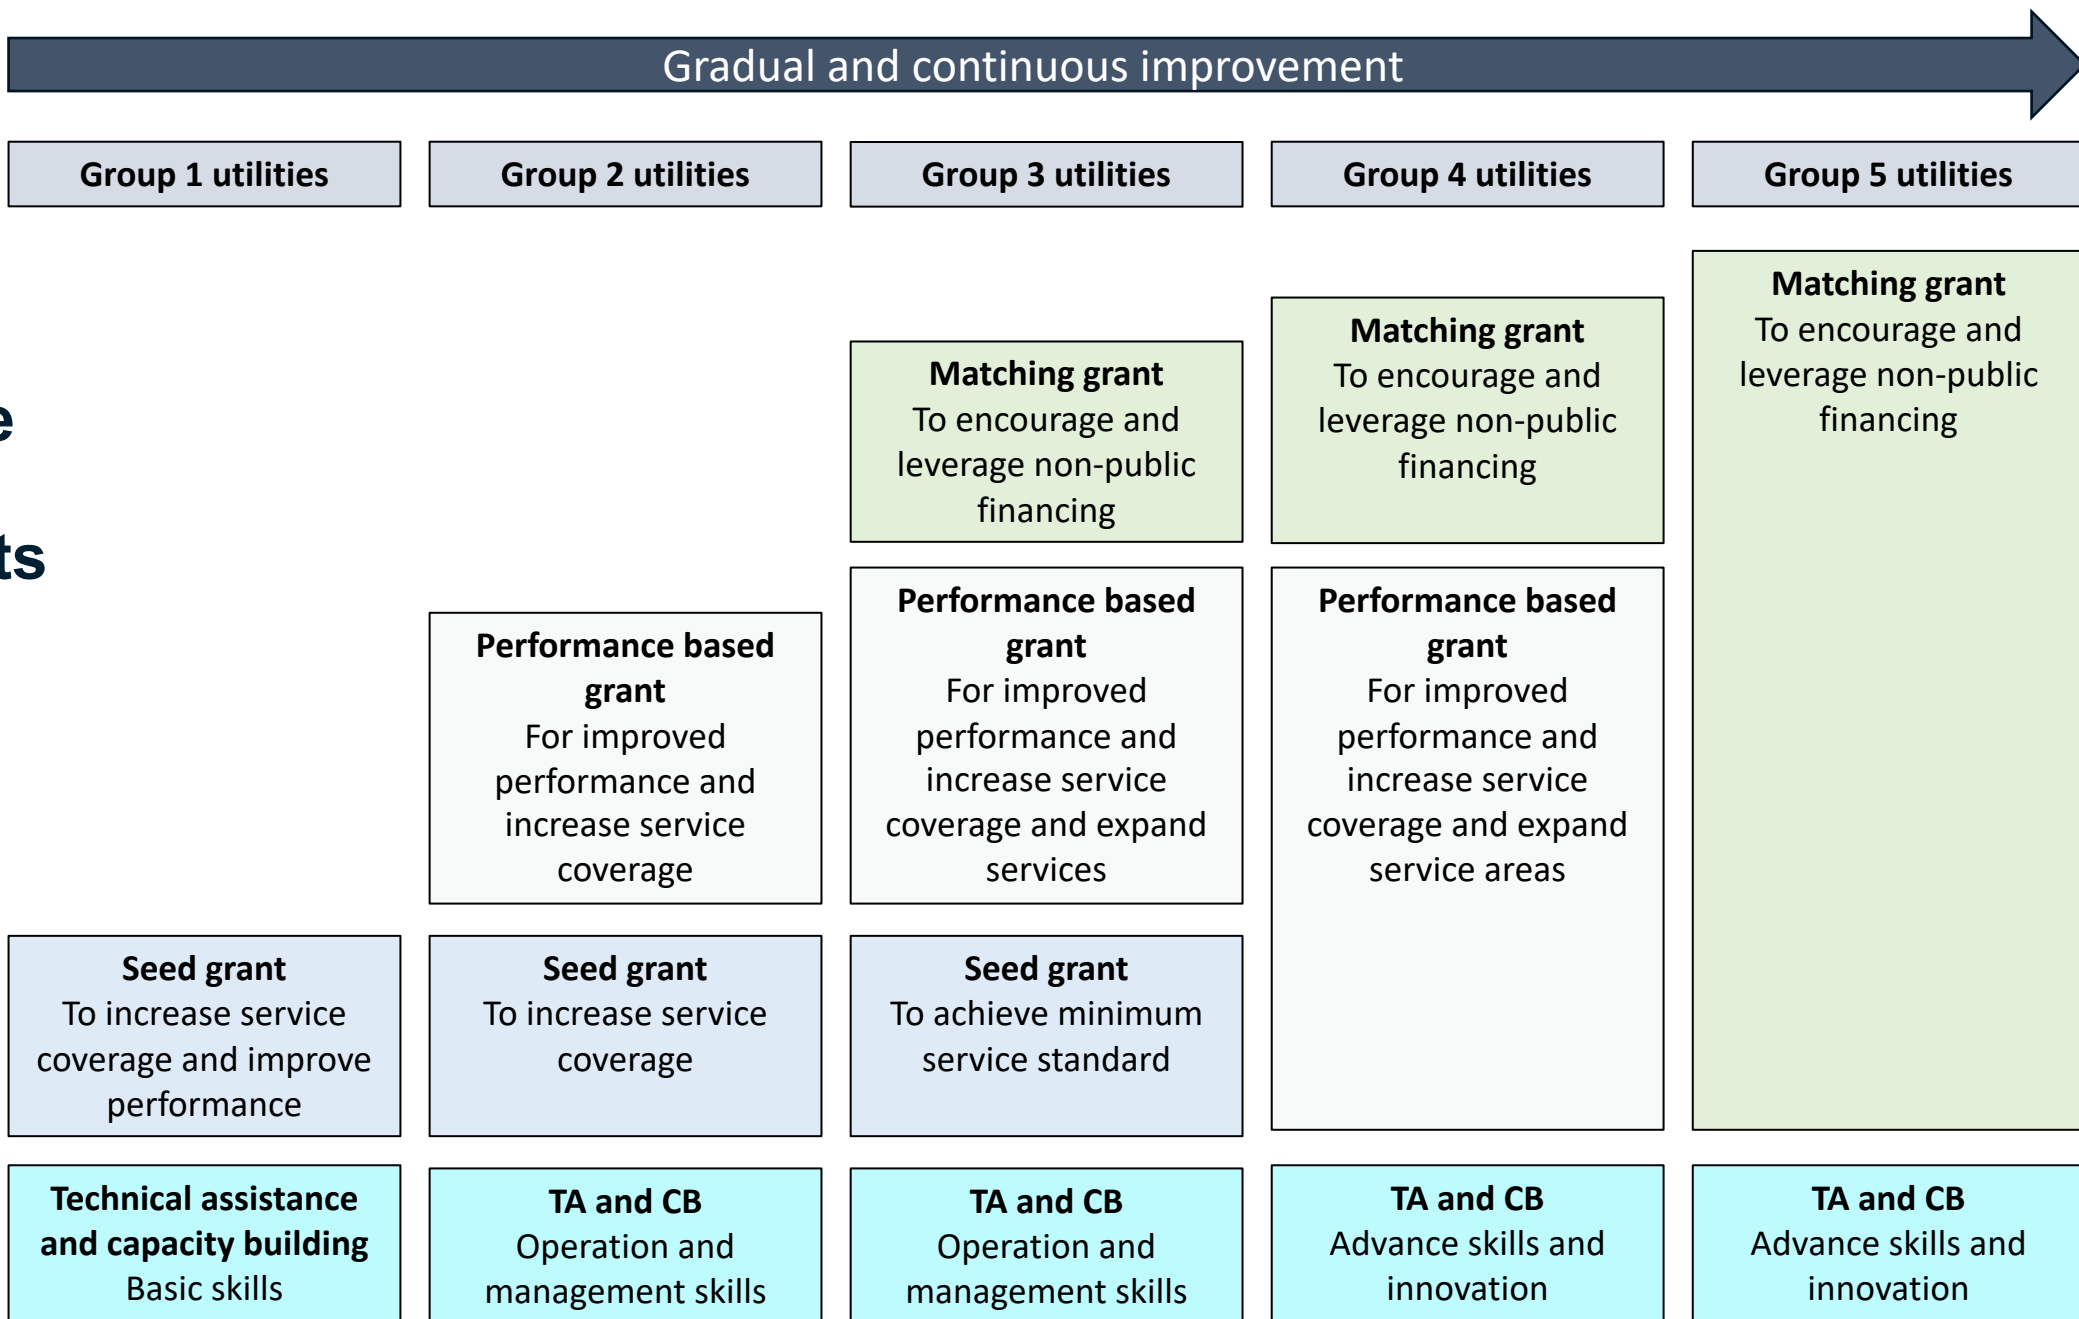 Gradual and continuous improvement
Group 1 utilities
Group 2 utilities
Group 3 utilities
Group 4 utilities
Group 5 utilities
Matching grant
To encourage and
leverage non-public
financing
Matching grant
To encourage and
leverage non-public
financing
Matching grant
To encourage and
leverage non-public
financing
e
ts
Performance based
grant
For improved
performance and
increase service
coverage
Performance based
grant
For improved
performance and
increase service
coverage and expand
services
Performance based
grant
For improved
performance and
increase service
coverage and expand
service areas
Seed grant
To increase service
coverage and improve
performance
Seed grant
To increase service
coverage
Seed grant
To achieve minimum
service standard
Technical assistance
and capacity building
Basic skills
TA and CB
Operation and
management skills
TA and CB
Operation and
management skills
TA and CB
Advance skills and
innovation
TA and CB
Advance skills and
innovation